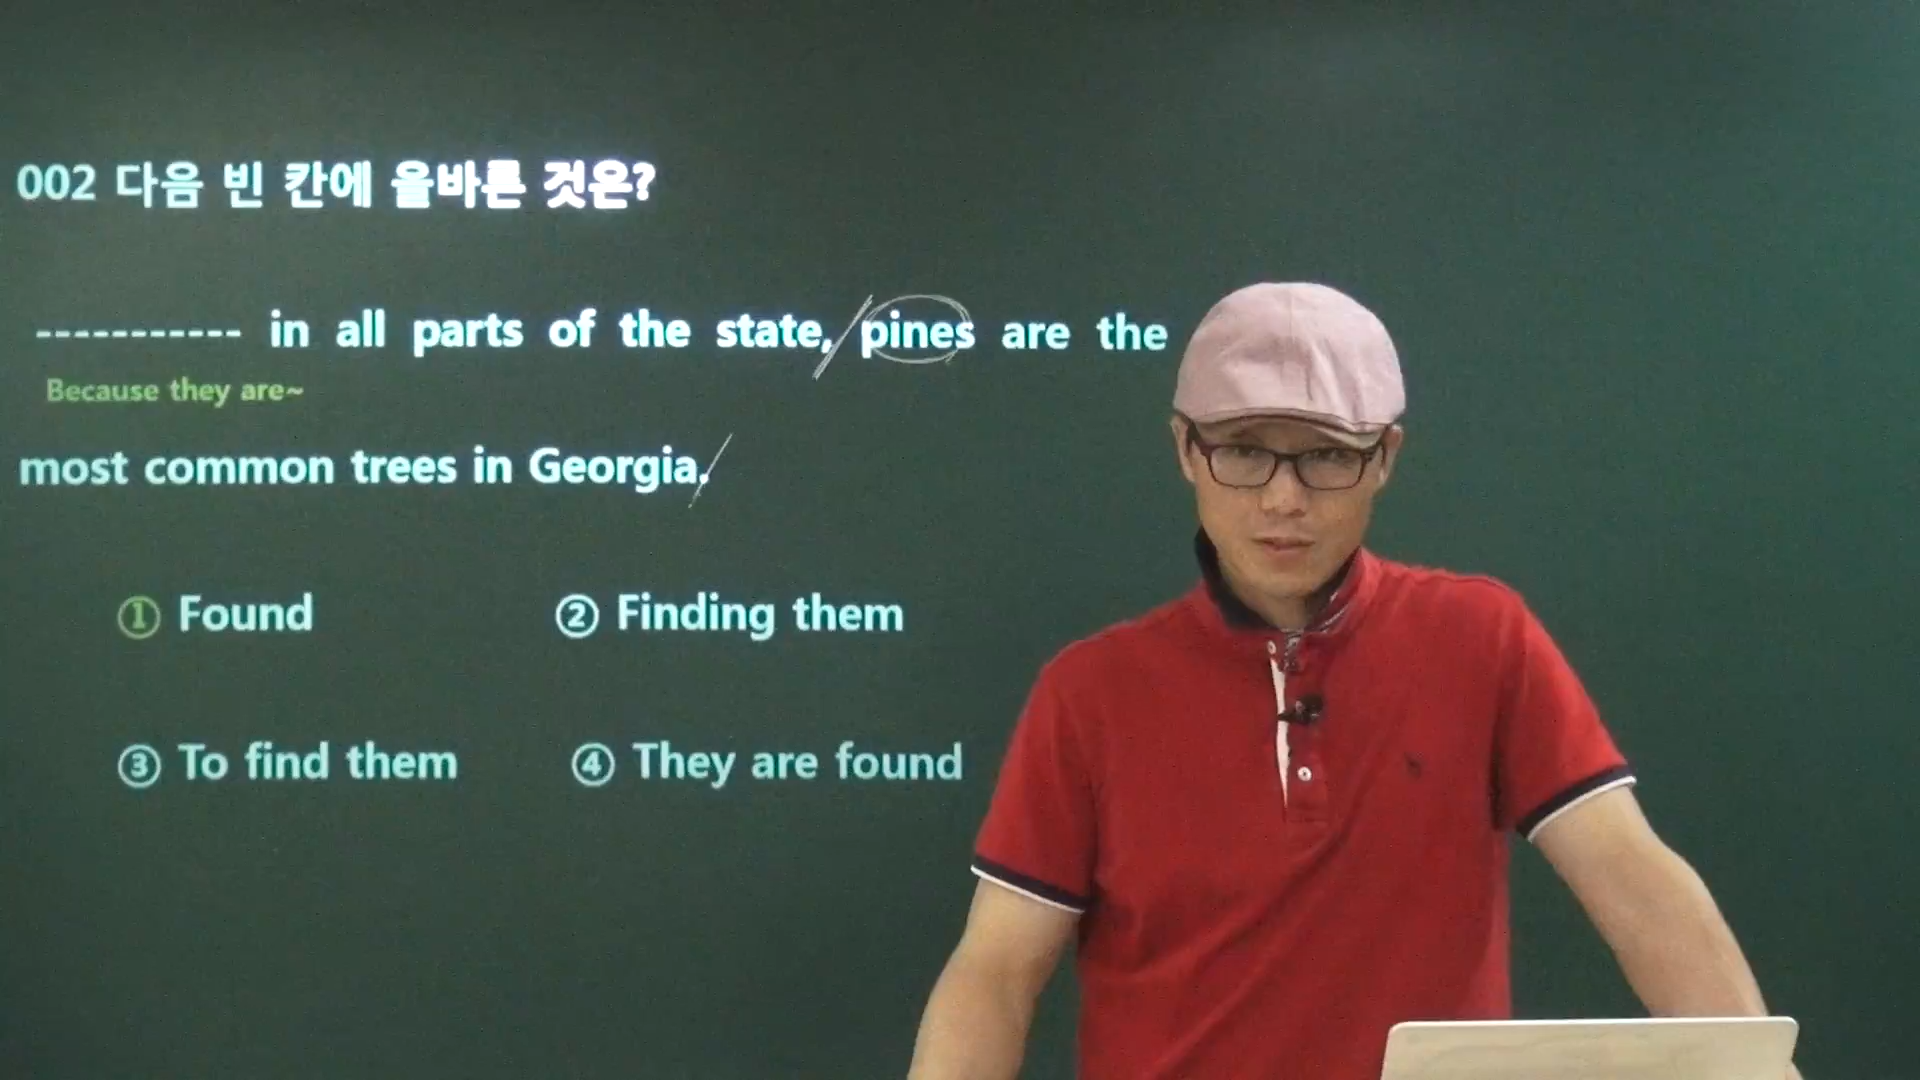 002 다음 빈 칸에 올바른 것은?
----------- in all parts of the state, pines are the
Because they are~
most common trees in Georgia.
① Found ② Finding them
③ To find them ④ They are found